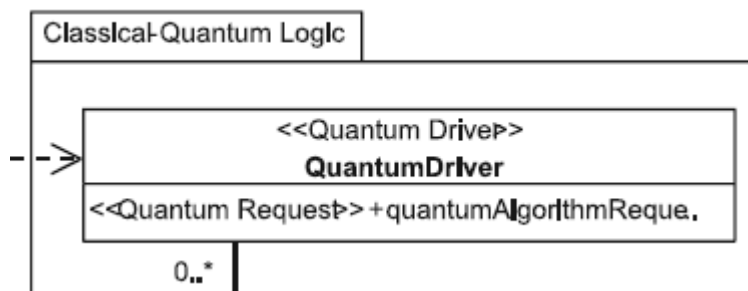 Classical-Quantum Logic
<<Quantum Driver>>
QuantumDriver
<<Quantum Request>> +quantumAlgorithmReque..
0..*